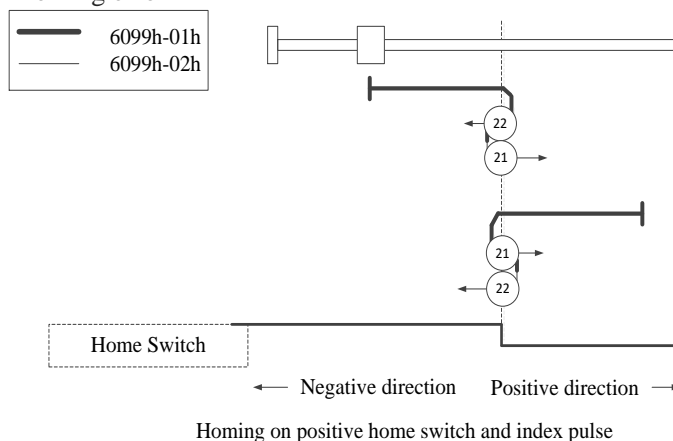 6099h-01h
6099h-02h
22
21
21
22
Home Switch
Negative direction Positive direction
Homing on positive home switch and index pulse